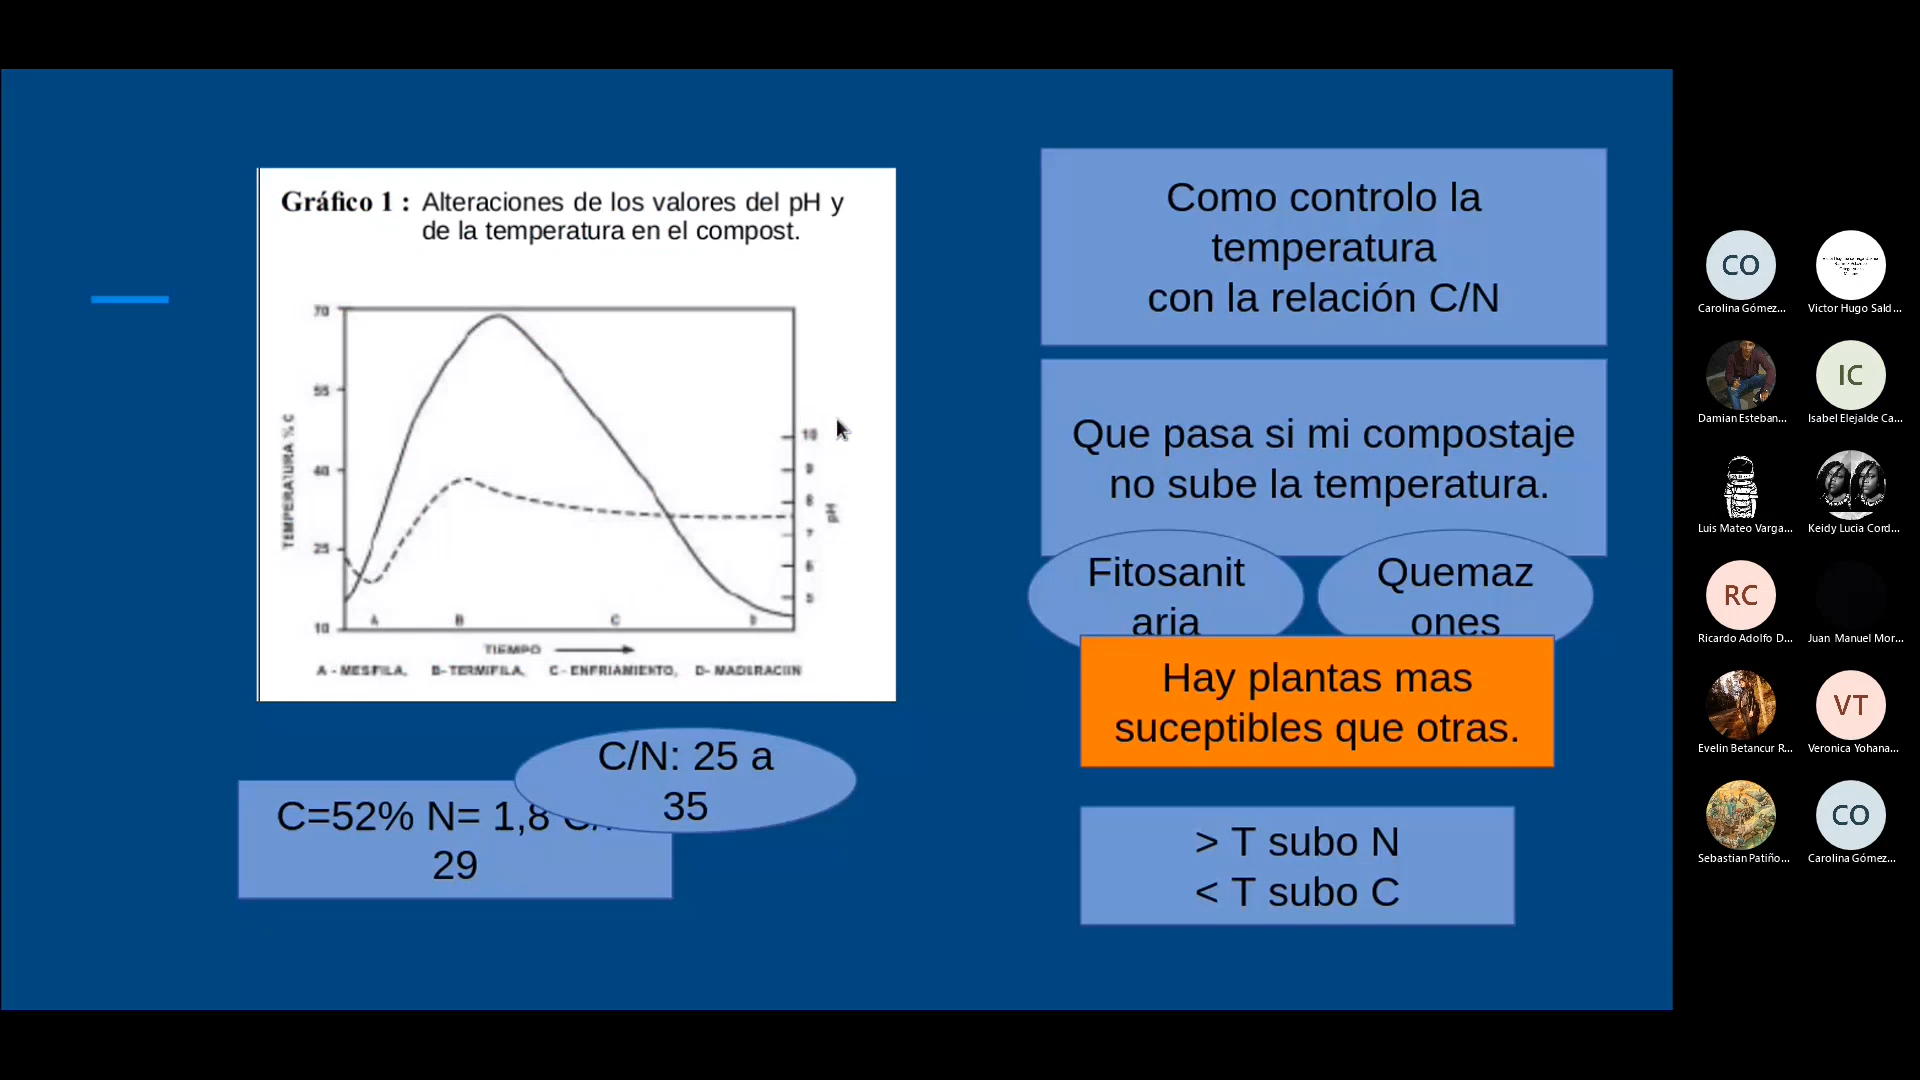 Gráfico 1 : Alteraciones de los valores del pH y
de la temperatura en el compost.
70
55
40
25
10
TEMPERATURA % C
10
9
8
7
6
5
pH
A
B
C
D
TIEMPO
A - MESFILA, B- TERMIFILA, C - ENFRIAMIENTO, D- MADURACION
C/N: 25 a
35
C=52% N= 1,8
29
Como controlo la
temperatura
con la relación C/N
Que pasa si mi compostaje
no sube la temperatura.
Fitosanit
aria
Quemaz
ones
Hay plantas mas
suceptibles que otras.
> T subo N
< T subo C
CO
Carolina Gómez...
Victor Hugo Sald...
Damian Esteban...
IC
Isabel Elejalde Ca...
Luis Mateo Varga...
Keidy Lucia Cord...
RC
Ricardo Adolfo D...
Juan Manuel Mor...
Evelin Betancur R...
VT
Veronica Yohana...
Sebastian Patiño...
CO
Carolina Gómez...